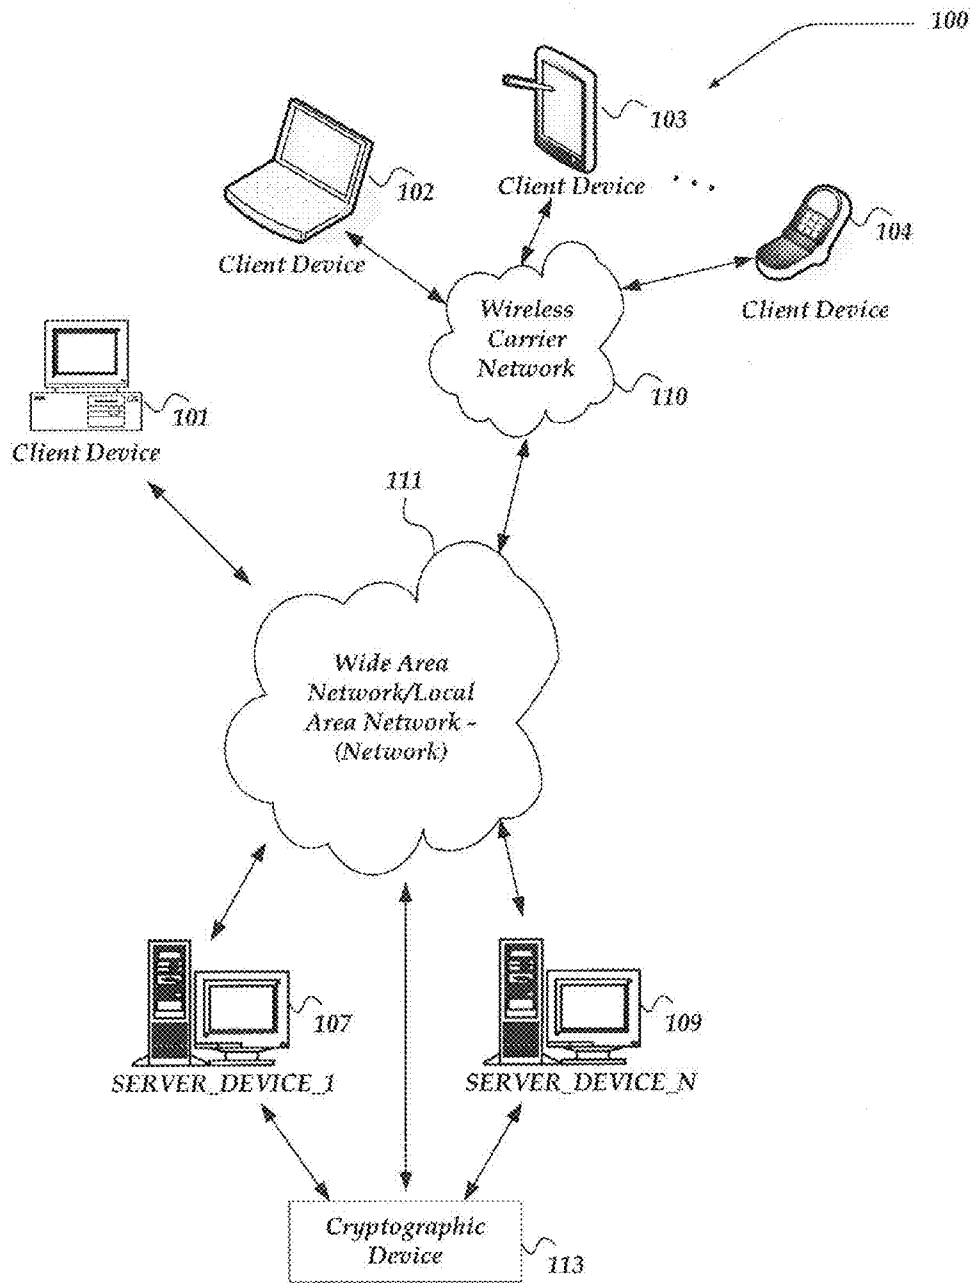 100
103
Client Device
102
Client Device
104
Client Device
Wireless
Carrier
Network
110
101
Client Device
111
Wide Area
Network/Local
Area Network -
(Network)
107
SERVER_DEVICE_1
109
SERVER_DEVICE_N
Cryptographic
Device
113